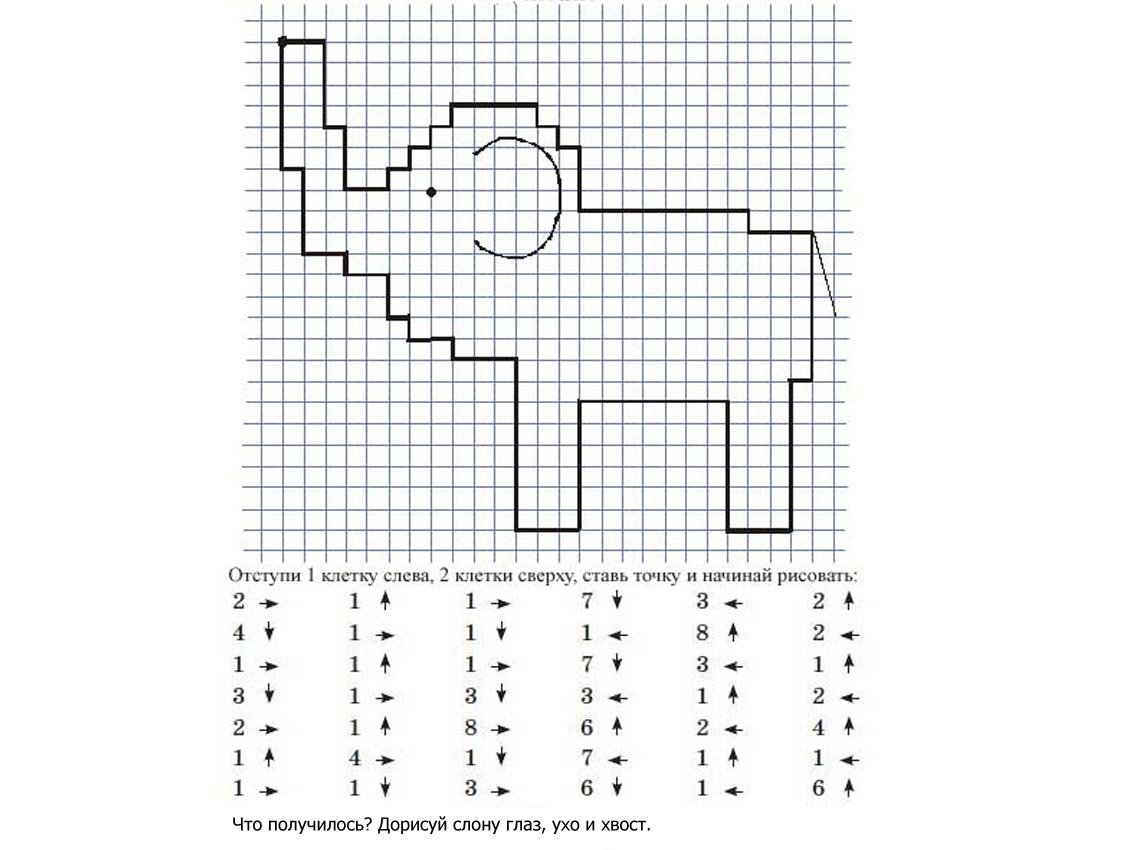 Отступи 1 клетку слева, 2 клетки сверху, ставь точку и начинай рисовать:
2 → 1 ↑ 1 → 7 ↓ 3 ← 2 ↑
4 ↓ 1 → 1 ↓ 1 ← 8 ↑ 2 ←
1 → 1 ↑ 1 → 7 ↓ 3 ← 1 ↑
3 ↓ 1 → 3 ↓ 3 ← 1 ↑ 2 ←
2 → 1 ↑ 8 → 6 ↑ 2 ← 4 ↑
1 ↑ 4 → 1 ↓ 7 ← 1 ↑ 1 ←
1 → 1 ↓ 3 → 6 ↓ 1 ← 6 ↑
Что получилось? Дорисуй слону глаз, ухо и хвост.